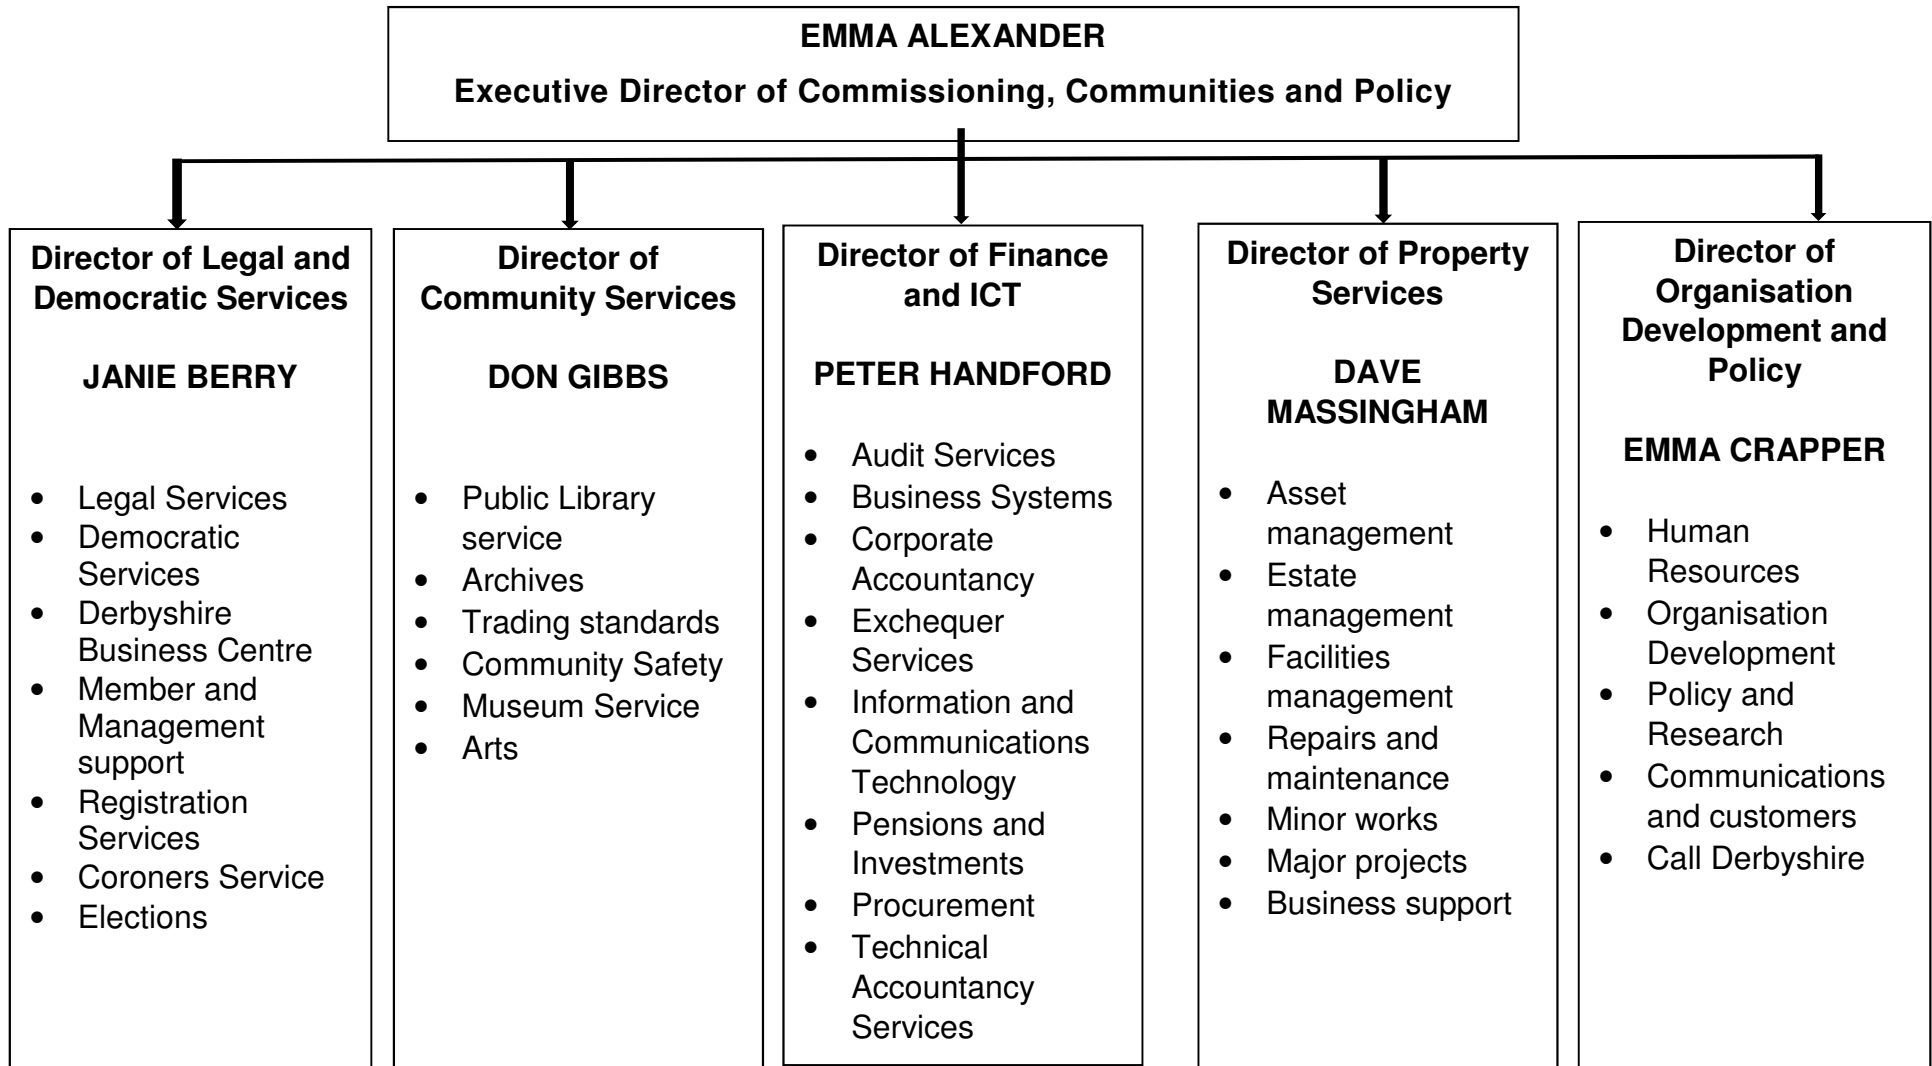 EMMA ALEXANDER
Executive Director of Commissioning, Communities and Policy
Director of Legal and
Democratic Services
JANIE BERRY
• Legal Services
• Democratic
Services
• Derbyshire
Business Centre
• Member and
Management
support
• Registration
Services
• Coroners Service
• Elections
Director of
Community Services
DON GIBBS
• Public Library
service
• Archives
• Trading standards
• Community Safety
• Museum Service
• Arts
Director of Finance
and ICT
PETER HANDFORD
• Audit Services
• Business Systems
• Corporate
Accountancy
• Exchequer
Services
• Information and
Communications
Technology
• Pensions and
Investments
• Procurement
• Technical
Accountancy
Services
Director of Property
Services
DAVE
MASSINGHAM
• Asset
management
• Estate
management
• Facilities
management
• Repairs and
maintenance
• Minor works
• Major projects
• Business support
Director of
Organisation
Development and
Policy
EMMA CRAPPER
• Human
Resources
• Organisation
Development
• Policy and
Research
• Communications
and customers
• Call Derbyshire